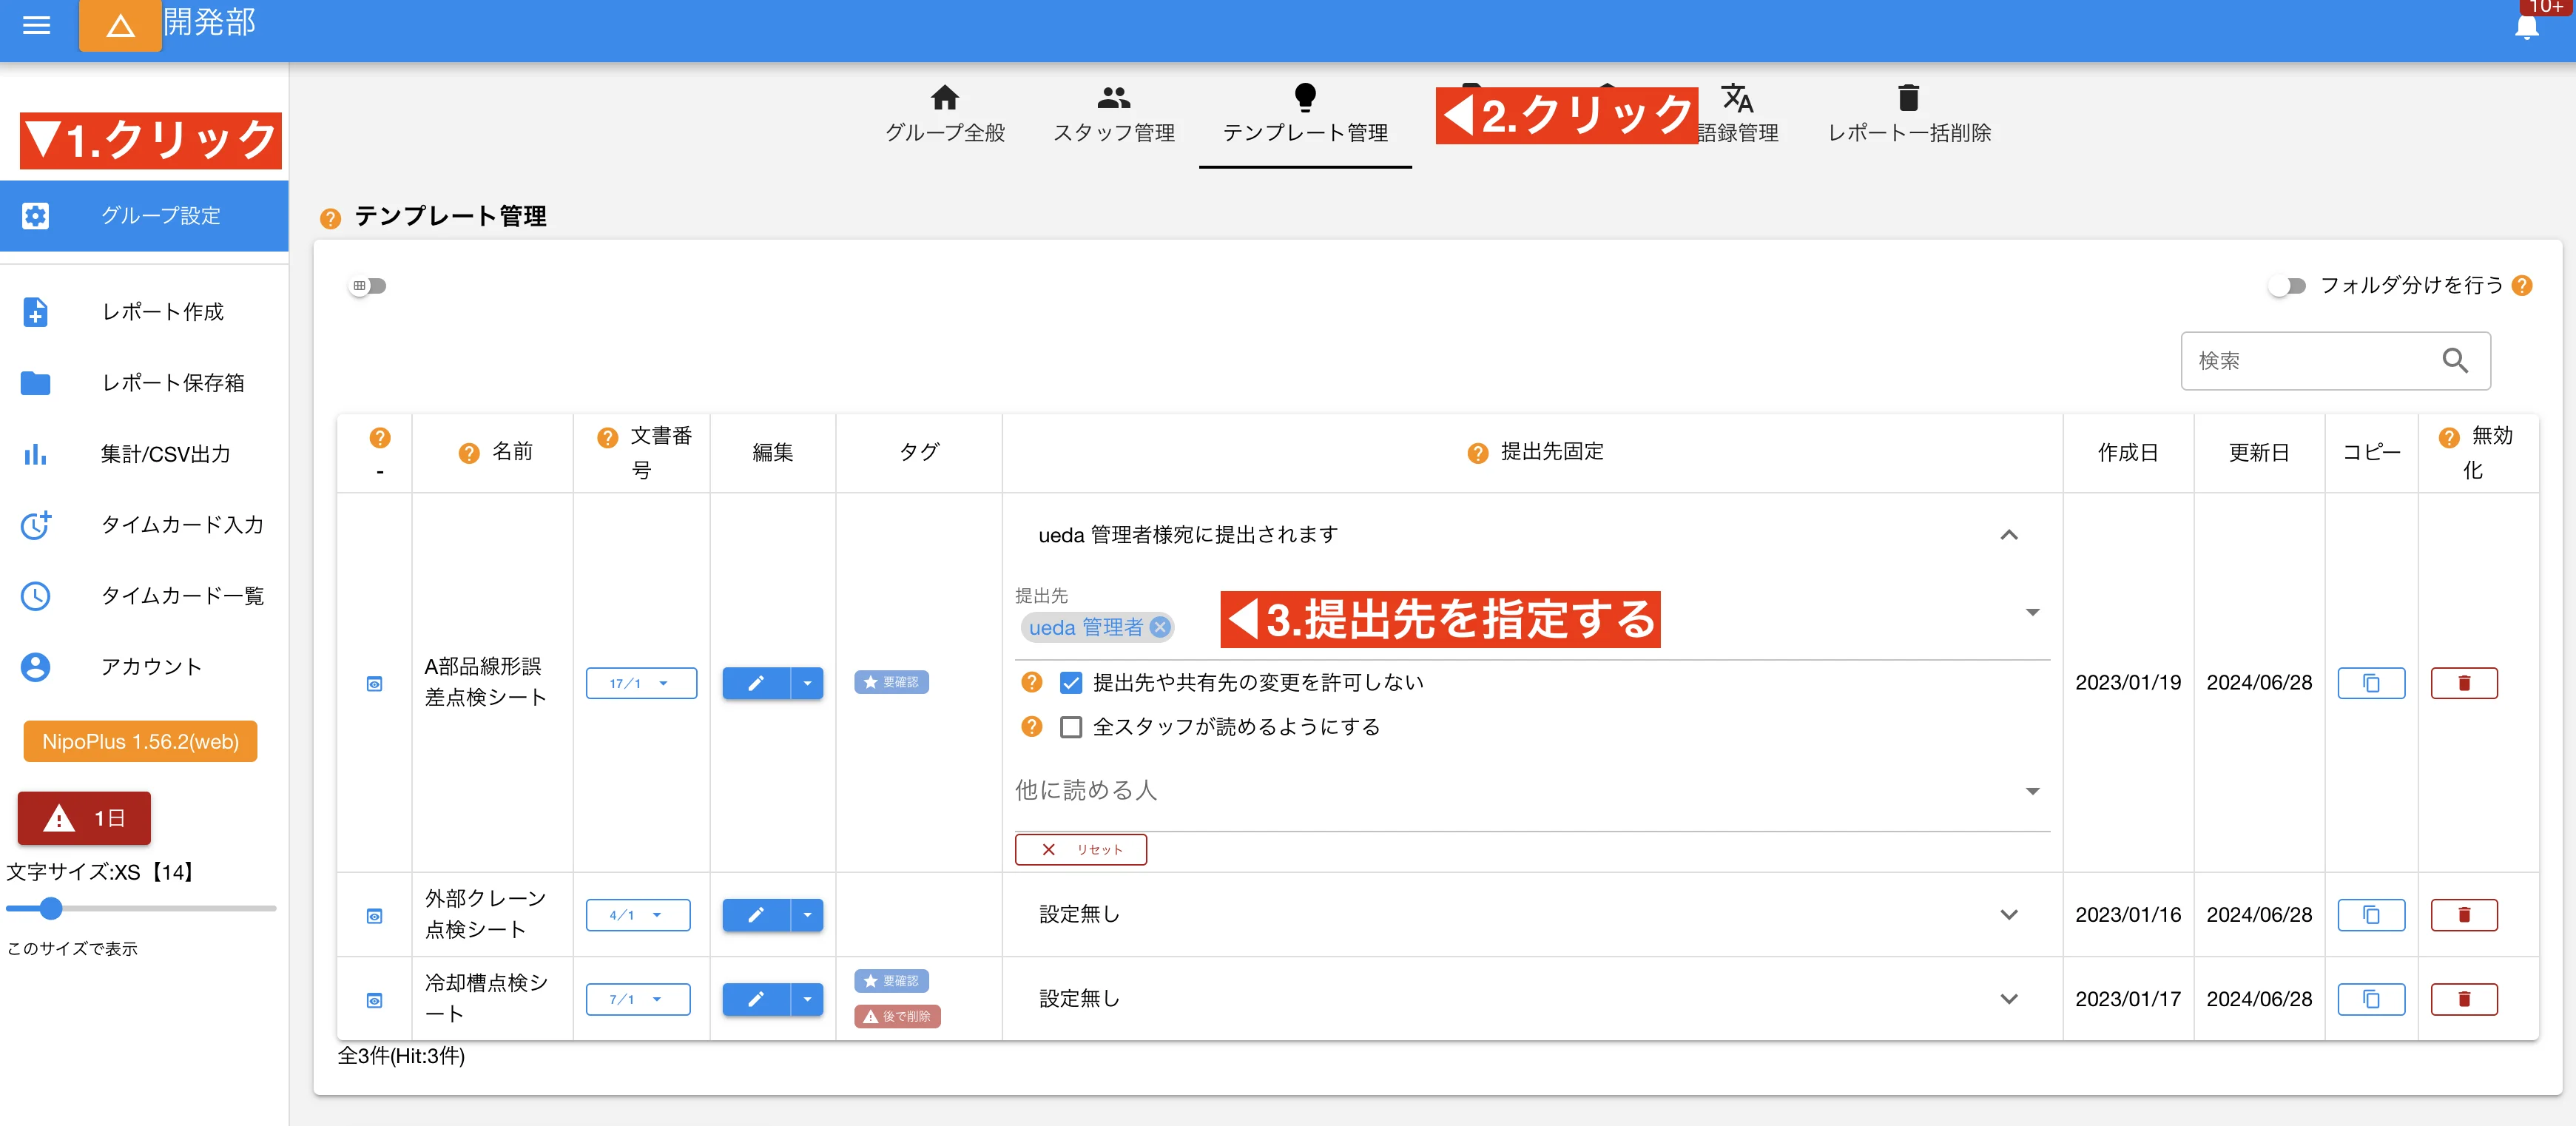 開発部
10+
▼1.クリック
グループ全般
スタッフ管理
テンプレート管理
◀2.クリック
語録管理
レポート一括削除
グループ設定
テンプレート管理
フォルダ分けを行う
検索
レポート作成
レポート保存箱
集計/CSV出力
タイムカード入力
タイムカード一覧
アカウント
NipoPlus 1.56.2(web)
1日
文字サイズ:XS【14】
このサイズで表示
-
名前
文書番
号
編集
タグ
提出先固定
作成日
更新日
コピー
無効
化
A部品線形誤
差点検シート
17/1
要確認
ueda 管理者様宛に提出されます
提出先
ueda 管理者
◀3.提出先を指定する
提出先や共有先の変更を許可しない
全スタッフが読めるようにする
他に読める人
リセット
2023/01/19
2024/06/28
外部クレーン
点検シート
4/1
設定無し
2023/01/16
2024/06/28
冷却槽点検シ
ート
7/1
要確認
後で削除
設定無し
2023/01/17
2024/06/28
全3件(Hit:3件)